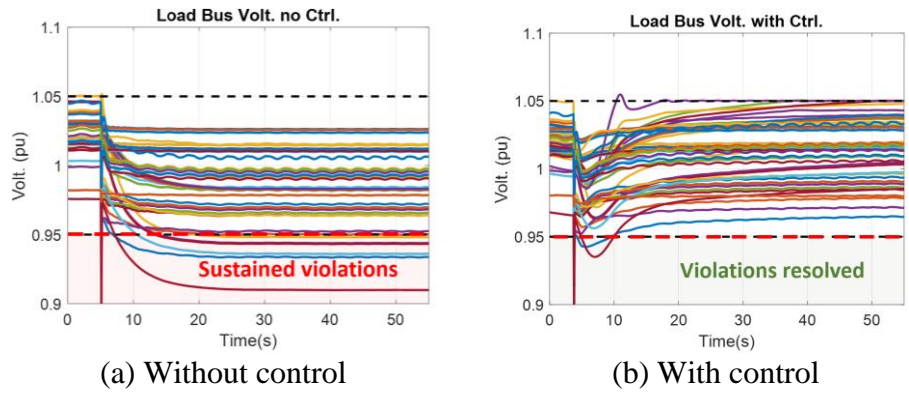 Load Bus Volt. no Ctrl.
1.1
1.05
1
0.95
0.9
Volt. (pu)
Sustained violations
0 10 20 30 40 50
Time(s)
(a) Without control
Load Bus Volt. with Ctrl.
1.1
1.05
1
0.95
0.9
Volt. (pu)
Violations resolved
0 10 20 30 40 50
Time(s)
(b) With control